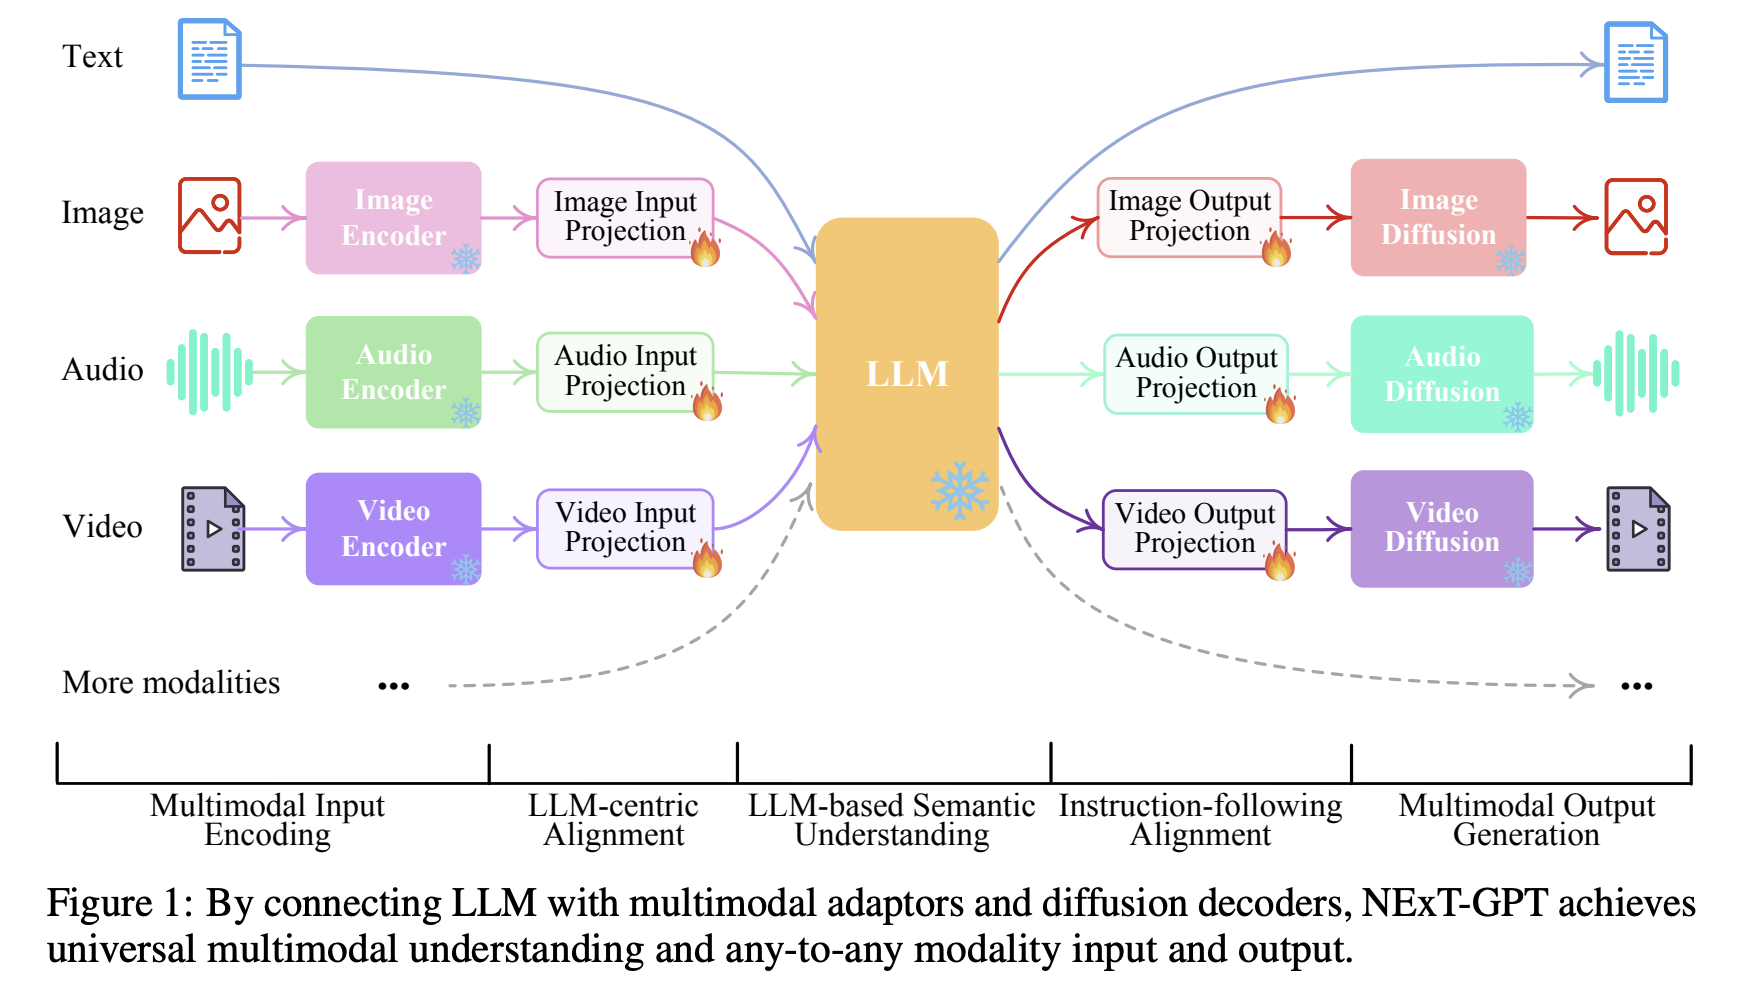 Text
Image
Image
Encoder
Image Input
Projection
Image Output
Projection
Image
Diffusion
Audio
Audio
Encoder
Audio Input
Projection
LLM
Audio Output
Projection
Audio
Diffusion
Video
Video
Encoder
Video Input
Projection
Video Output
Projection
Video
Diffusion
More modalities
...
...
Multimodal Input
Encoding
LLM-centric
Alignment
LLM-based Semantic
Understanding
Instruction-following
Alignment
Multimodal Output
Generation
Figure 1: By connecting LLM with multimodal adaptors and diffusion decoders, NExT-GPT achieves
universal multimodal understanding and any-to-any modality input and output.